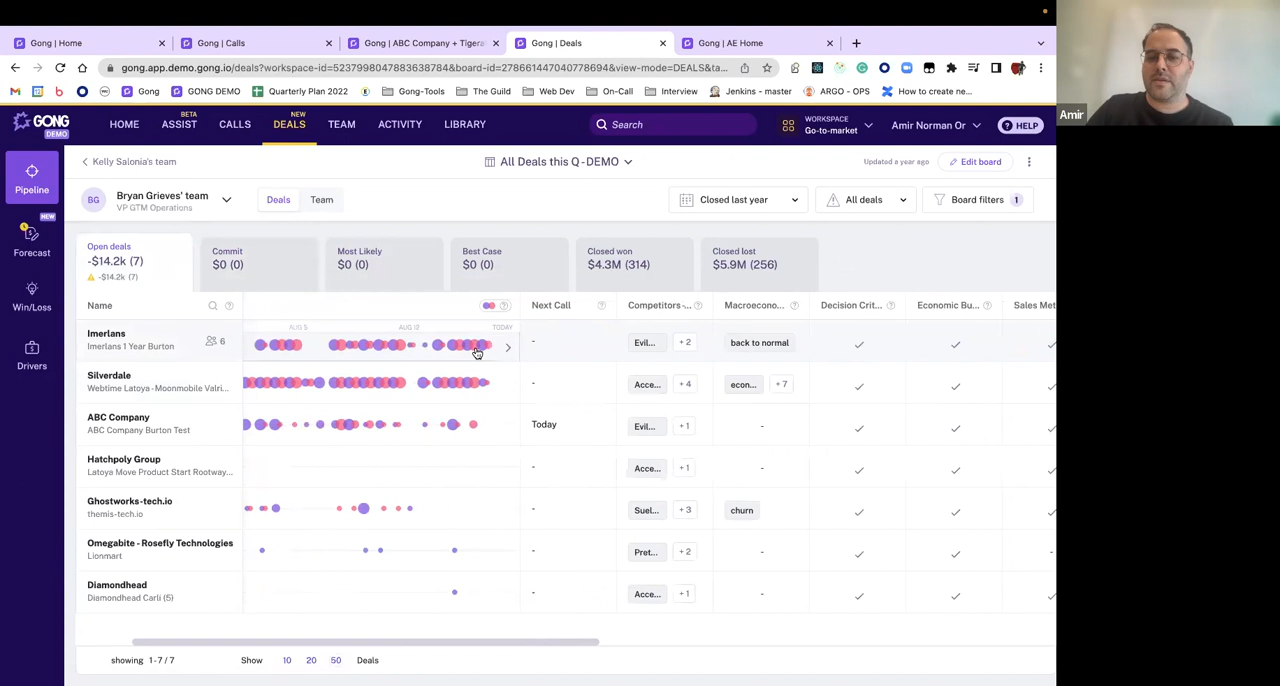 Gong | Home
Gong | Calls
Gong | ABC Company + Tigera
Gong | Deals
Gong | AE Home
gong.app.demo.gong.io/deals?workspace-id=
Gong
GONG DEMO
Quarterly Plan 2022
Gong-Tools
The Guild
Web Dev
On-Call
Interview
Jenkins - master
ARGO - OPS
How to create ne...
GONG
DEMO
HOME
BETA
ASSIST
CALLS
NEW
DEALS
TEAM
ACTIVITY
LIBRARY
Search
WORKSPACE
Go-to-market
Amir Norman Or
? HELP
Amir
Pipeline
NEW
Forecast
Win/Loss
Drivers
Kelly Salonia's team
All Deals this Q - DEMO
Updated a year ago
Edit board
BG
Bryan Grieves' team
VP GTM Operations
Deals
Team
Closed last year
All deals
Board filters 1
Open deals
-$14.2k (7)
-$14.2k (7)
Commit
$0 (0)
Most Likely
$0 (0)
Best Case
$0 (0)
Closed won
$4.3M (314)
Closed lost
$5.9M (256)
Name
Next Call
Competitors -...
Macroecono...
Decision Crit...
Economic Bu...
Sales Met
AUG 5
AUG 12
TODAY
Imerlans
Imerlans 1 Year Burton
6
-
Evil...
+ 2
back to normal
Silverdale
Webtime Latoya - Moonmobile Valri...
-
Acce...
+ 4
econ...
+ 7
ABC Company
ABC Company Burton Test
Today
Evil...
+ 1
-
Hatchpoly Group
Latoya Move Product Start Rootway...
-
Acce...
+ 1
-
Ghostworks-tech.io
themis-tech.io
-
Suel...
+ 3
churn
Omegabite - Rosefly Technologies
Lionmart
-
Pret...
+ 2
-
-
Diamondhead
Diamondhead Carli (5)
-
Acce...
+ 1
-
showing 1 - 7 / 7
Show 10 20 50 Deals